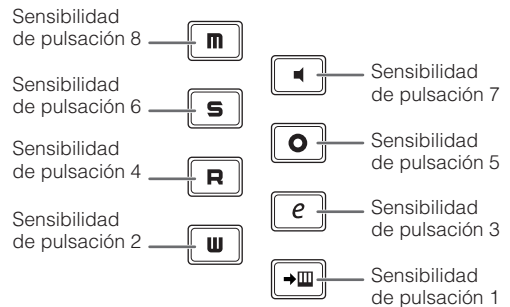 Sensibilidad
de pulsación 8
m
Sensibilidad
de pulsación 7
Sensibilidad
de pulsación 6
S
Sensibilidad
de pulsación 5
O
Sensibilidad
de pulsación 4
R
Sensibilidad
de pulsación 3
e
Sensibilidad
de pulsación 2
W
Sensibilidad
de pulsación 1